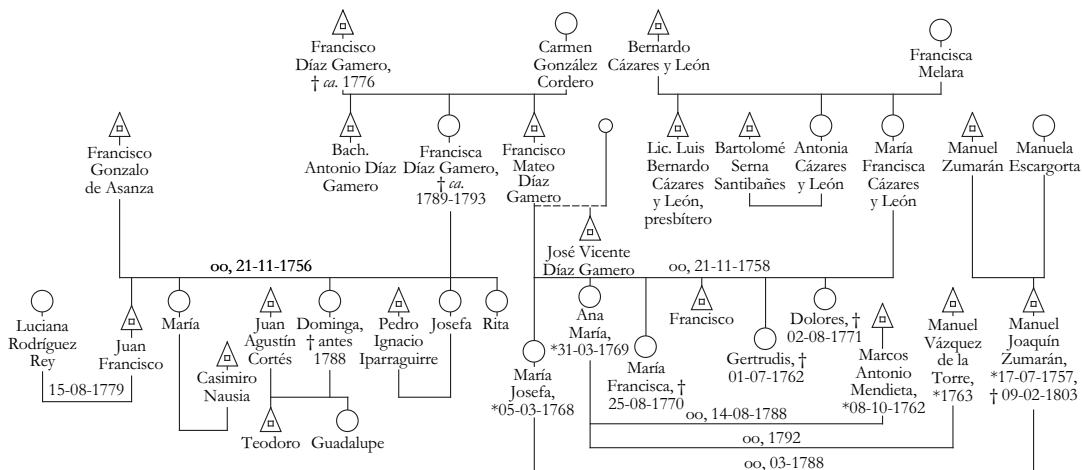 Francisco
Díaz Gamero,
† ca. 1776
Carmen
González
Cordero
Bernardo
Cázares y León
Francisca
Melara
Francisco
Gonzalo
de Asanza
Bach.
Antonio Díaz
Gamero
Francisca
Díaz Gamero,
† ca.
1789-1793
Francisco
Mateo
Díaz
Gamero
Lic. Luis
Bernardo
Cázares
y León,
presbítero
Bartolomé
Serna
Santibañes
Antonia
Cázares
y León
María
Francisca
Cázares
y León
Manuel
Zumarán
Manuela
Escargorta
José Vicente
Díaz Gamero
oo, 21-11-1756
oo, 21-11-1758
Luciana
Rodríguez
Rey
Juan
Francisco
15-08-1779
María
Casimiro
Nausia
Juan
Agustín
Cortés
Dominga,
† antes
1788
Teodoro
Guadalupe
Pedro
Ignacio
Iparraguirre
Josefa
Rita
María
Josefa,
*05-03-1768
Ana
María,
*31-03-1769
María
Francisca, †
25-08-1770
Francisco
Gertrudis, †
01-07-1762
Dolores, †
02-08-1771
Marcos
Antonio
Mendieta,
*08-10-1762
Manuel
Vázquez
de la
Torre,
*1763
Manuel
Joaquín
Zumarán,
*17-07-1757,
† 09-02-1803
oo, 14-08-1788
oo, 1792
oo, 03-1788